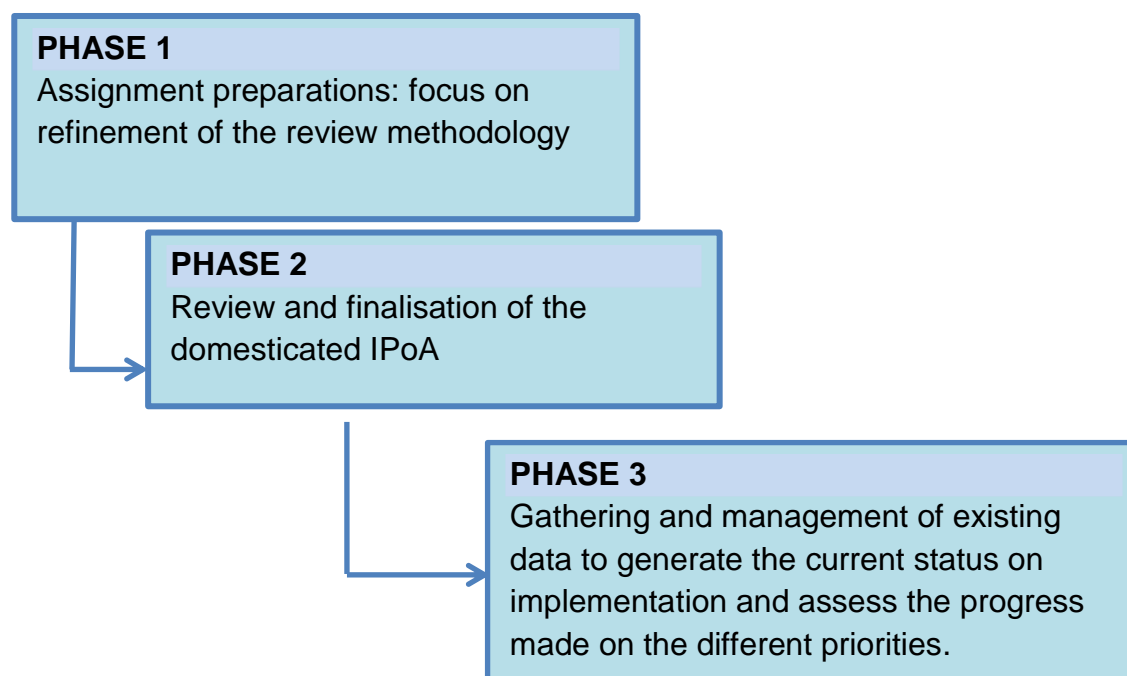 PHASE 1
Assignment preparations: focus on
refinement of the review methodology
PHASE 2
Review and finalisation of the
domesticated IPoA
PHASE 3
Gathering and management of existing
data to generate the current status on
implementation and assess the progress
made on the different priorities.